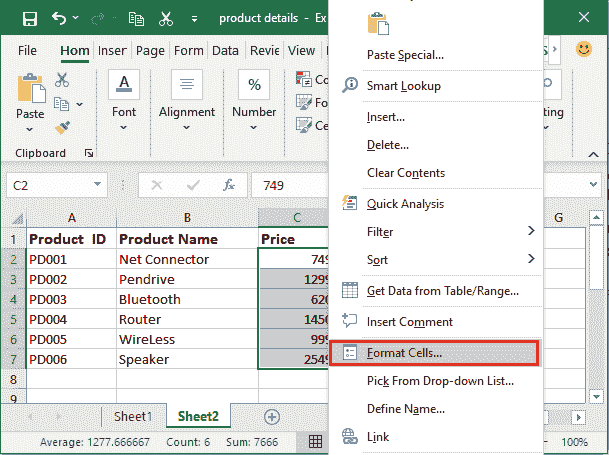 product details - Ex
File Hom Inser Page Form Data Revie View
Paste Font Alignment Number Co
Fo
Ce
ting
Clipboard
C2 749
A B C G
1 Product ID Product Name Price
2 PD001 Net Connector 749
3 PD002 Pendrive 1299
4 PD003 Bluetooth 620
5 PD004 Router 1450
6 PD005 WireLess 999
7 PD006 Speaker 2549
8
9
Sheet1 Sheet2
Average: 1277.666667 Count: 6 Sum: 7666 100%
Paste Special...
Smart Lookup
Insert...
Delete...
Clear Contents
Quick Analysis
Filter
Sort
Get Data from Table/Range...
Insert Comment
Format Cells...
Pick From Drop-down List...
Define Name...
Link